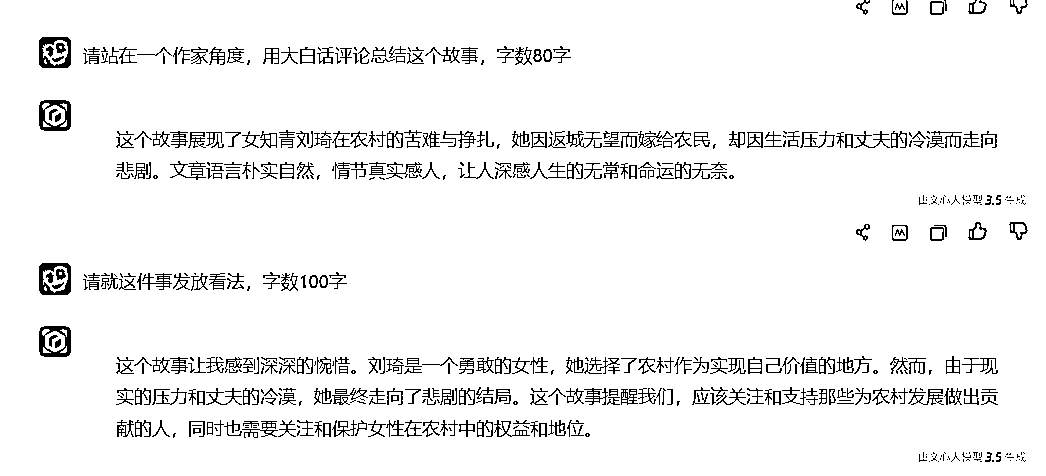 请站在一个作家角度，用大白话评论总结这个故事，字数80字
这个故事展现了女知青刘琦在农村的苦难与挣扎，她因返城无望而嫁给农民，却因生活压力和丈夫的冷漠而走向
悲剧。文章语言朴实自然，情节真实感人，让人深感人生的无常和命运的无奈。
由文心大模型 3.5 生成
请就这件事发放看法，字数100字
这个故事让我感到深深的惋惜。刘琦是一个勇敢的女性，她选择了农村作为实现自己价值的地方。然而，由于现
实的压力和丈夫的冷漠，她最终走向了悲剧的结局。这个故事提醒我们，应该关注和支持那些为农村发展做出贡
献的人，同时也需要关注和保护女性在农村中的权益和地位。
由文心大模型 3.5 生成